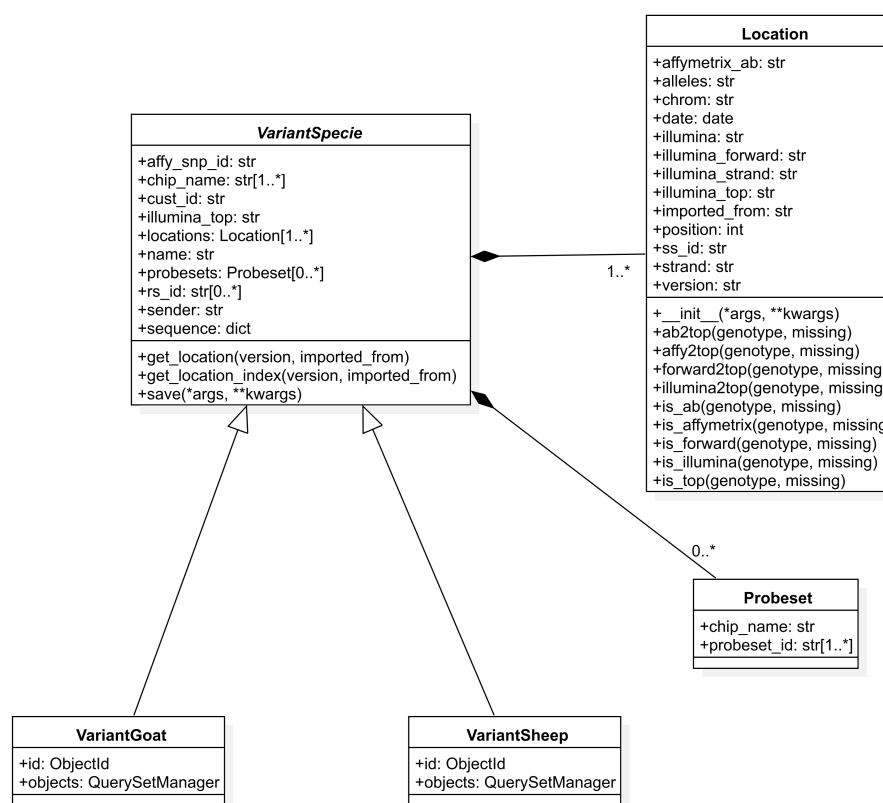 VariantSpecie
+affy_snp_id: str
+chip_name: str[1..*]
+cust_id: str
+illumina_top: str
+locations: Location[1..*]
+name: str
+probesets: Probeset[0..*]
+rs_id: str[0..*]
+sender: str
+sequence: dict
+get_location(version, imported_from)
+get_location_index(version, imported_from)
+save(*args, **kwargs)
1..*
Location
+affymetrix_ab: str
+alleles: str
+chrom: str
+date: date
+illumina: str
+illumina_forward: str
+illumina_strand: str
+illumina_top: str
+imported_from: str
+position: int
+ss_id: str
+strand: str
+version: str
+__init__(*args, **kwargs)
+ab2top(genotype, missing)
+affy2top(genotype, missing)
+forward2top(genotype, missing
+illumina2top(genotype, missing
+is_ab(genotype, missing)
+is_affymetrix(genotype, missing
+is_forward(genotype, missing)
+is_illumina(genotype, missing)
+is_top(genotype, missing)
0..*
Probeset
+chip_name: str
+probeset_id: str[1..*]
VariantGoat
+id: ObjectId
+objects: QuerySetManager
VariantSheep
+id: ObjectId
+objects: QuerySetManager